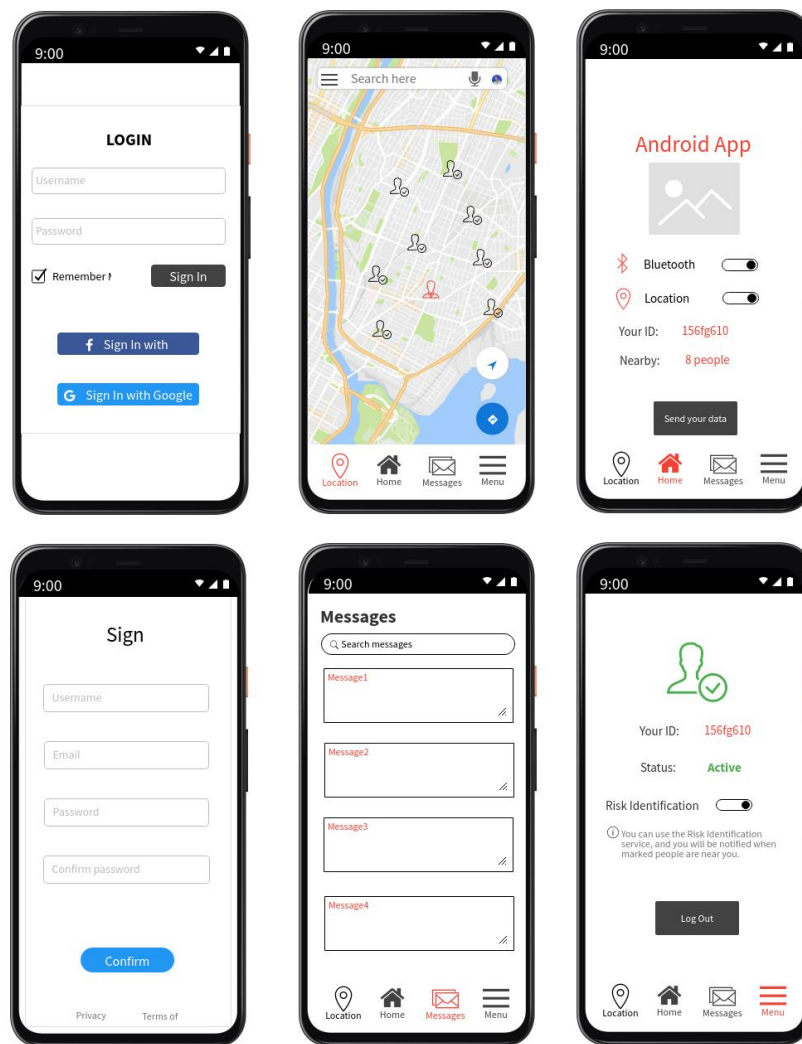 9:00
LOGIN
Username
Password
Remember M
Sign In
f Sign In with
G Sign In with Google
9:00
Search here
Location
Home
Messages
Menu
9:00
Android App
Bluetooth
Location
Your ID: 156fg610
Nearby: 8 people
Send your data
Location
Home
Messages
Menu
9:00
Sign
Username
Email
Password
Confirm password
Confirm
Privacy
Terms of
9:00
Messages
Search messages
Message1
Message2
Message3
Message4
Location
Home
Messages
Menu
9:00
Your ID: 156fg610
Status: Active
Risk Identification
You can use the Risk Identification
service, and you will be notified when
marked people are near you.
Log Out
Location
Home
Messages
Menu